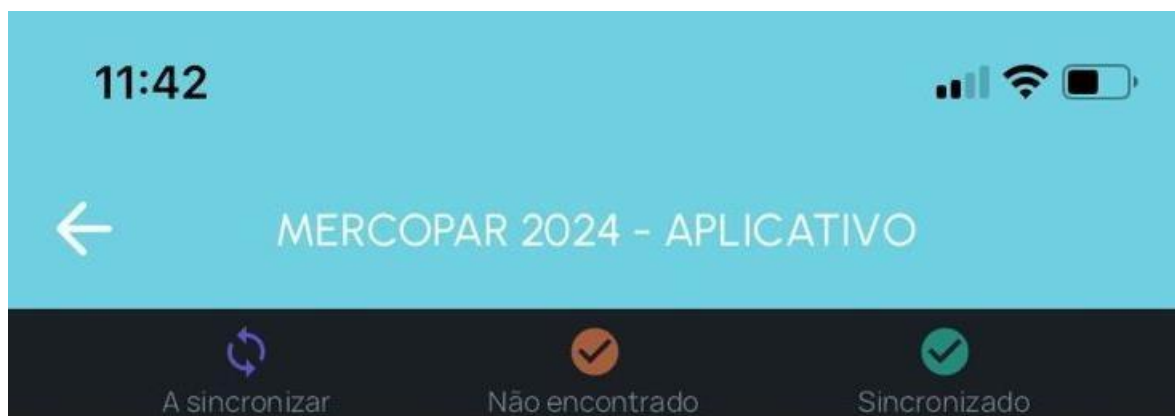 11:42
MERCOPAR 2024 - APLICATIVO
A sincronizar Não encontrado Sincronizado